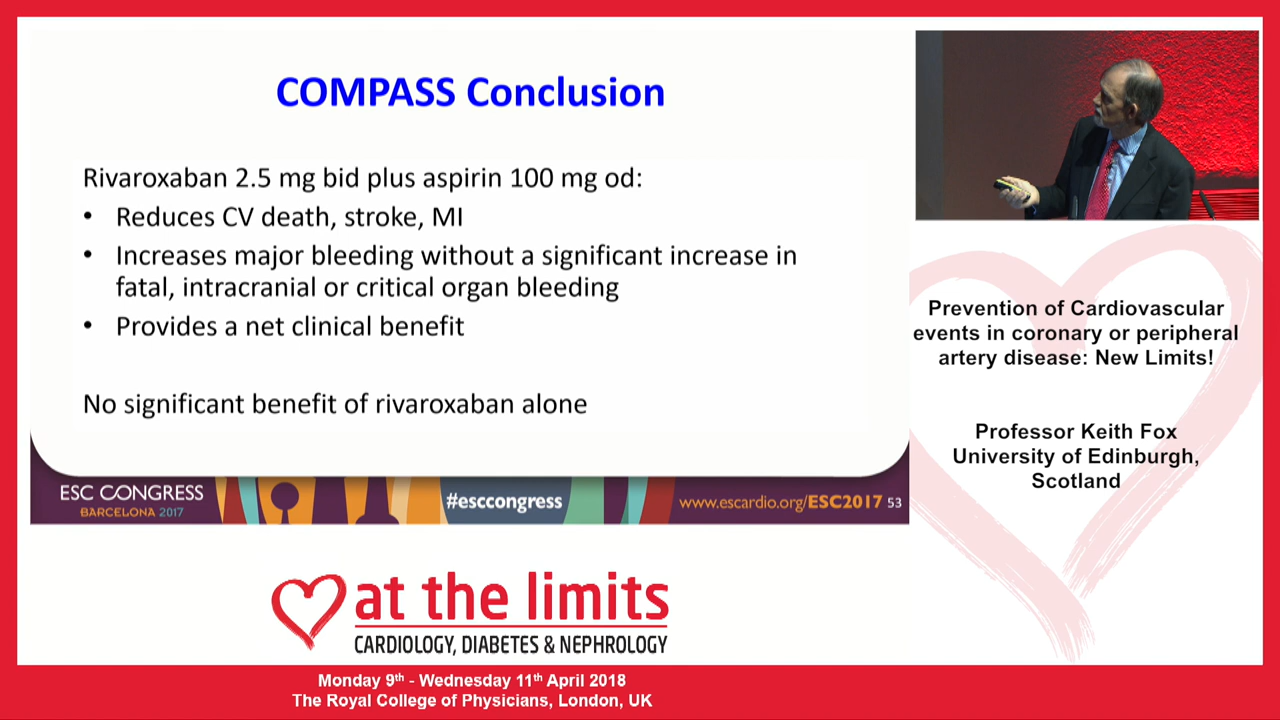 COMPASS Conclusion
Rivaroxaban 2.5 mg bid plus aspirin 100 mg od:
• Reduces CV death, stroke, MI
• Increases major bleeding without a significant increase in
fatal, intracranial or critical organ bleeding
• Provides a net clinical benefit
No significant benefit of rivaroxaban alone
ESC CONGRESS
BARCELONA 2017
#esccongress
www.escardio.org/ESC2017 53
Prevention of Cardiovascular
events in coronary or peripheral
artery disease: New Limits!
Professor Keith Fox
University of Edinburgh,
Scotland
at the limits
CARDIOLOGY, DIABETES & NEPHROLOGY
Monday 9th - Wednesday 11th April 2018
The Royal College of Physicians, London, UK